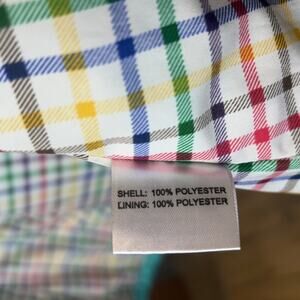 SHELL: 100% POLYESTER
LINING: 100% POLYESTER